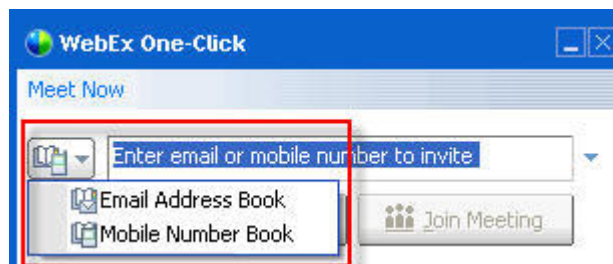 WebEx One-Click
Meet Now
Enter email or mobile number to invite
Email Address Book
Mobile Number Book
Join Meeting